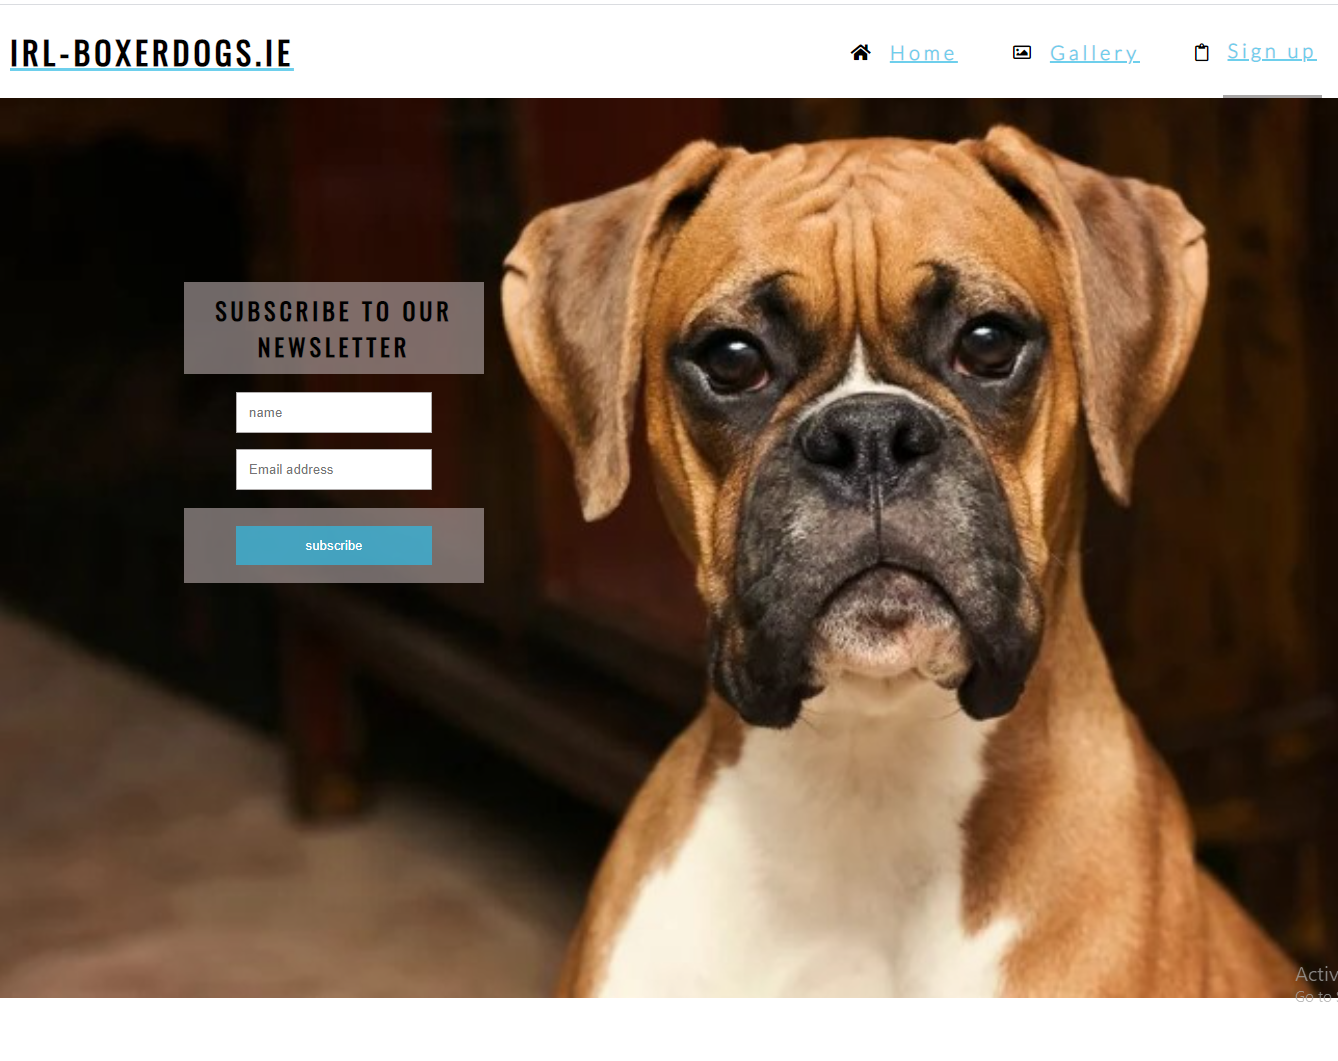 IRL-BOXERDOGS.IE
Home
Gallery
Sign up
SUBSCRIBE TO OUR
NEWSLETTER
name
Email address
subscribe
Activ
Go to